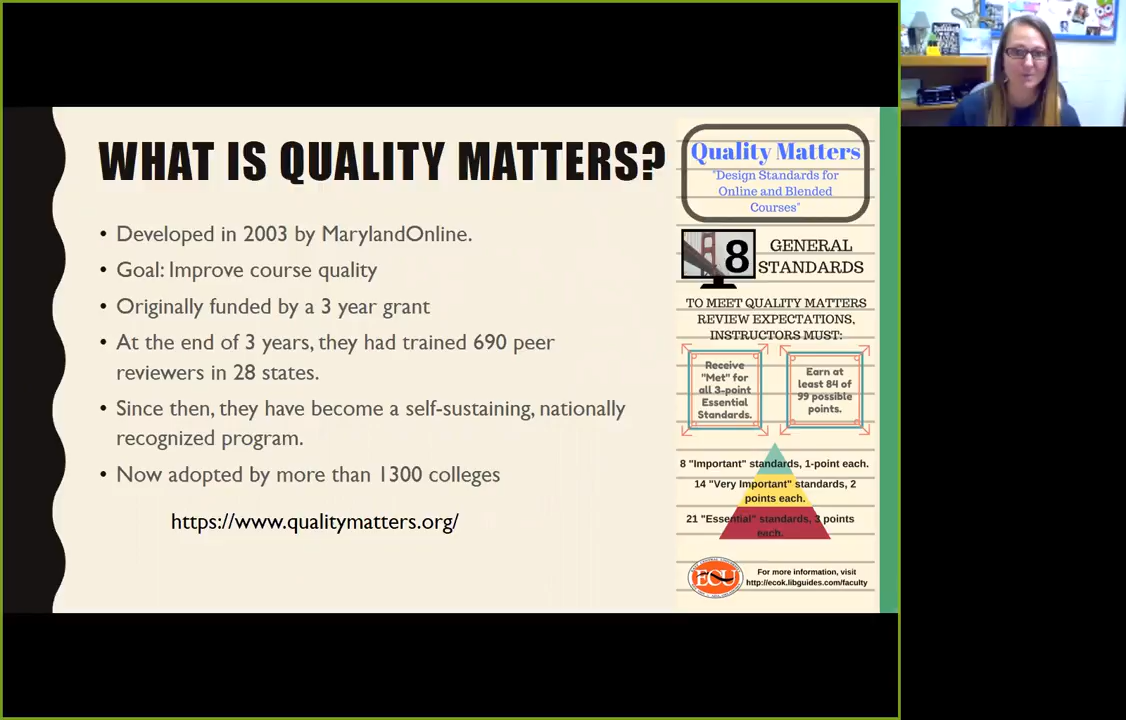 WHAT IS QUALITY MATTERS?
• Developed in 2003 by MarylandOnline.
• Goal: Improve course quality
• Originally funded by a 3 year grant
• At the end of 3 years, they had trained 690 peer
reviewers in 28 states.
• Since then, they have become a self-sustaining, nationally
recognized program.
• Now adopted by more than 1300 colleges
https://www.qualitymatters.org/
Quality Matters
"Design Standards for
Online and Blended
Courses"
8
GENERAL
STANDARDS
TO MEET QUALITY MATTERS
REVIEW EXPECTATIONS,
INSTRUCTORS MUST:
Receive
"Met" for
all 3-point
Essential
Standards.
Earn at
least 84 of
99 possible
points.
8 "Important" standards, 1-point each.
14 "Very Important" standards, 2
points each.
21 "Essential" standards, 3 points
each.
ECU
For more information, visit
http://ecok.libguides.com/faculty